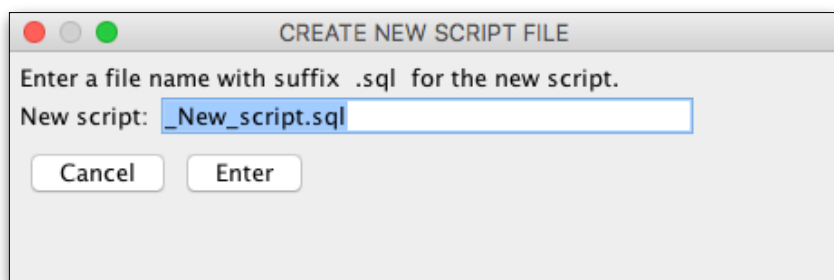 CREATE NEW SCRIPT FILE
Enter a file name with suffix  .sql  for the new script.
New script: _New_script.sql
Cancel Enter